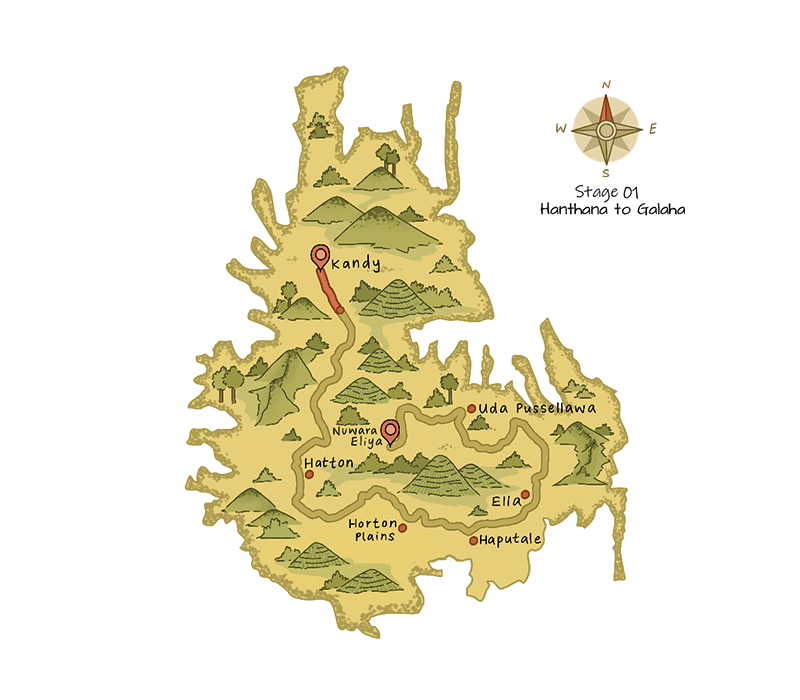 N
W
E
S
Stage 01
Hanthana to Galaha
Kandy
Uda Pussellawa
Nuwara
Eliya
Hatton
Ella
Horton
Plains
Haputale